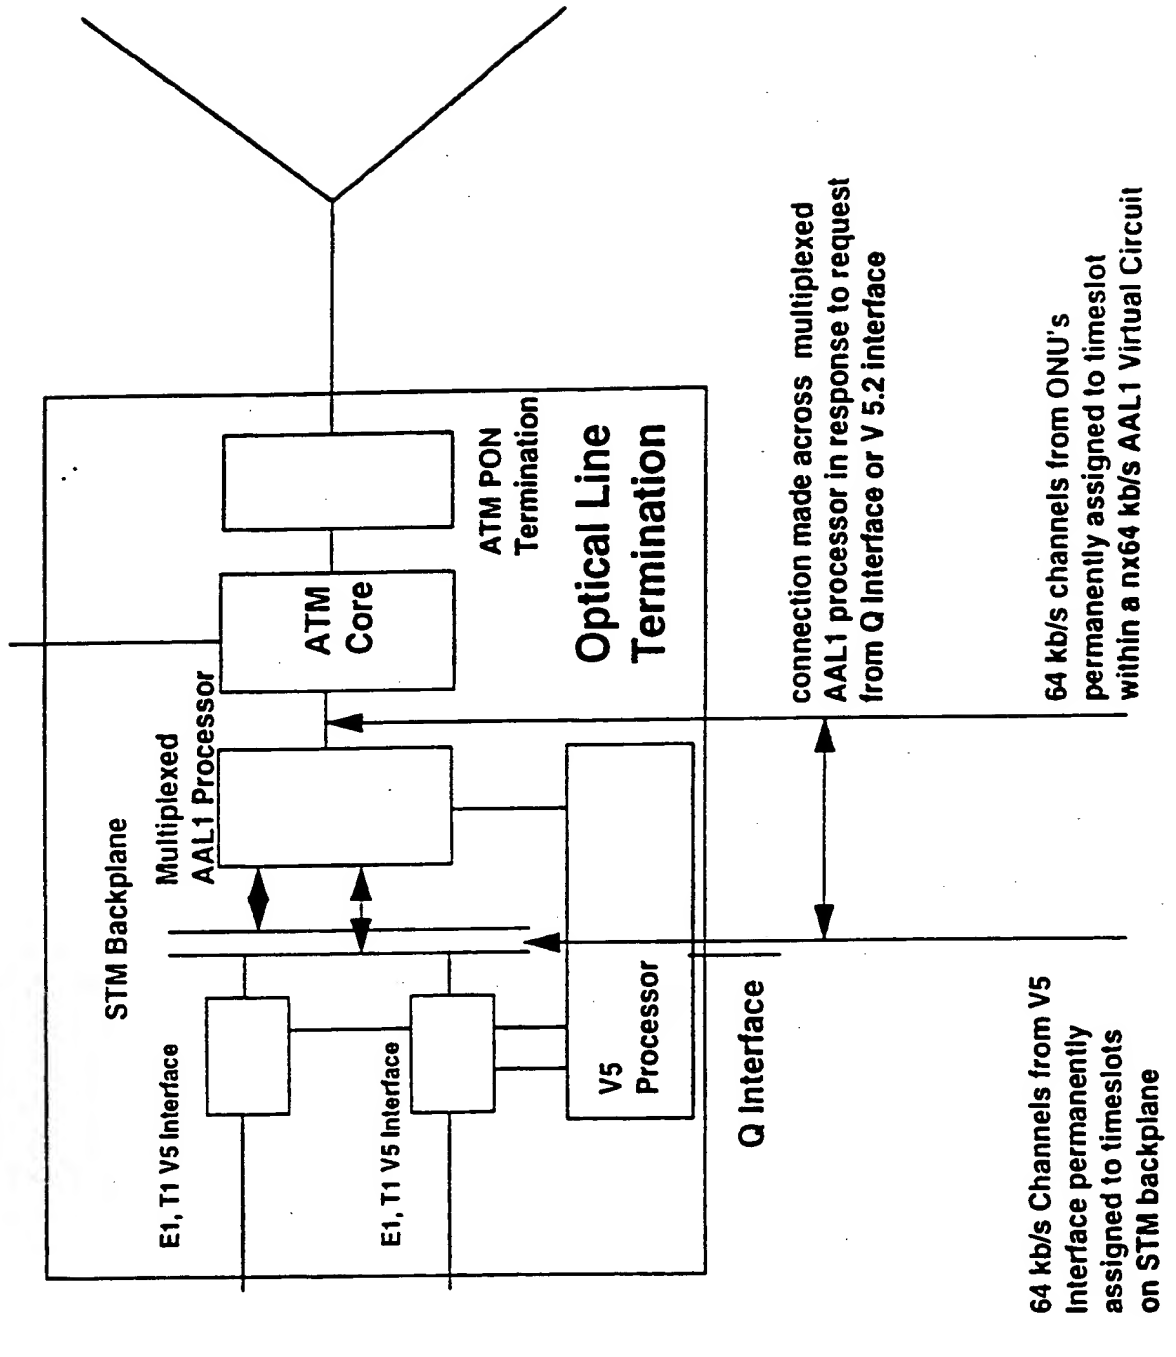 STM Backplane
Multiplexed
AAL1 Processor
E1, T1 V5 Interface
E1, T1 V5 Interface
ATM
Core
ATM PON
Termination
Optical Line
Termination
V5
Processor
Q Interface
connection made across multiplexed
AAL1 processor in response to request
from Q Interface or V 5.2 interface
64 kb/s Channels from V5
Interface permanently
assigned to timeslots
on STM backplane
64 kb/s channels from ONU's
permanently assigned to timeslot
within a nx64 kb/s AAL1 Virtual Circuit